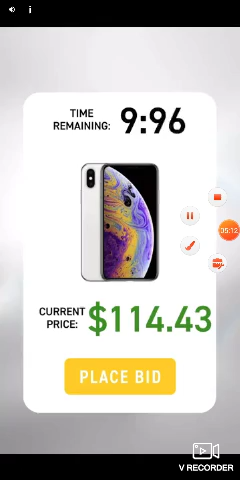 TIME
REMAINING: 9:96
05:12
CURRENT
PRICE: $114.43
PLACE BID
V RECORDER